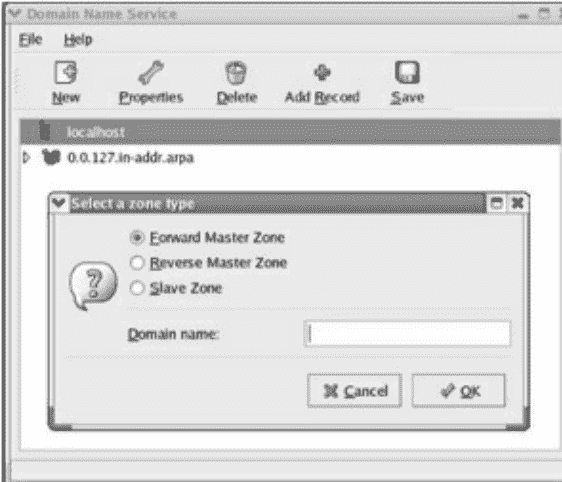 Domain Name Service
File Help
New Properties Delete Add Record Save
localhost
0.0.127.in-addr.arpa
Select a zone type
Forward Master Zone
Reverse Master Zone
Slave Zone
Domain name:
Cancel OK